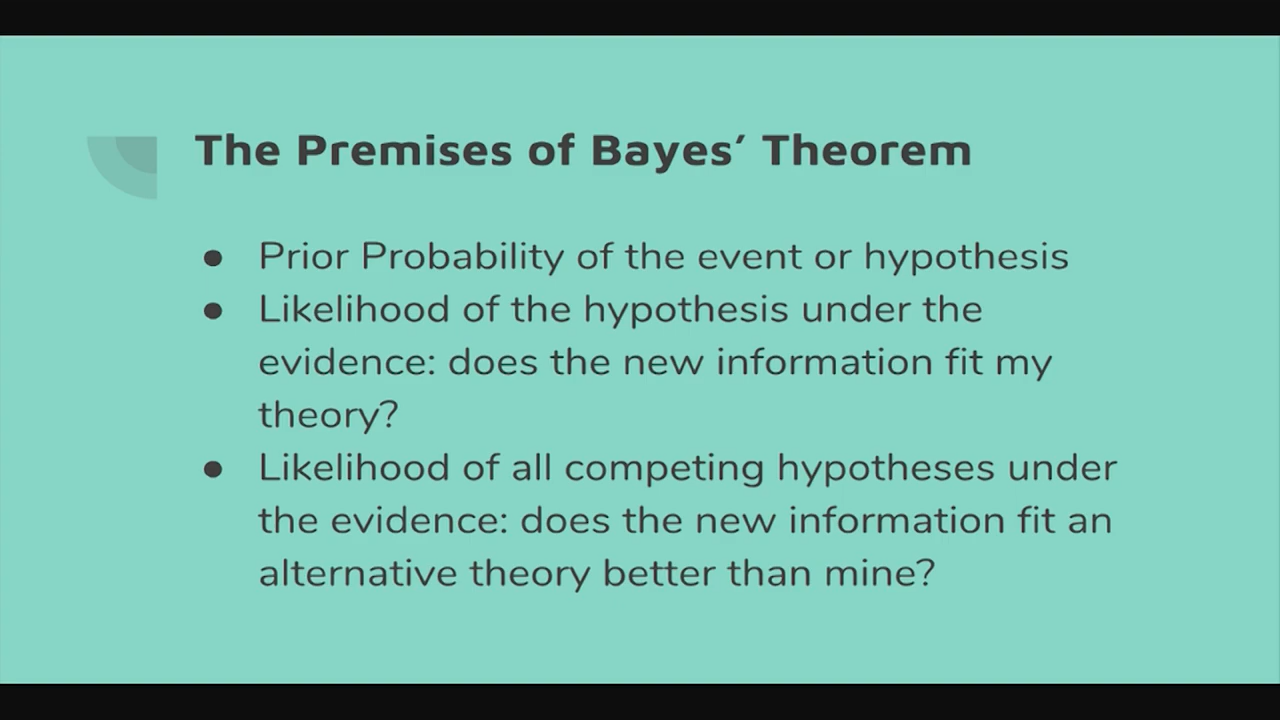 The Premises of Bayes′ Theorem
● Prior Probability of the event or hypothesis
● Likelihood of the hypothesis under the
evidence: does the new information fit my
theory?
● Likelihood of all competing hypotheses under
the evidence: does the new information fit an
alternative theory better than mine?